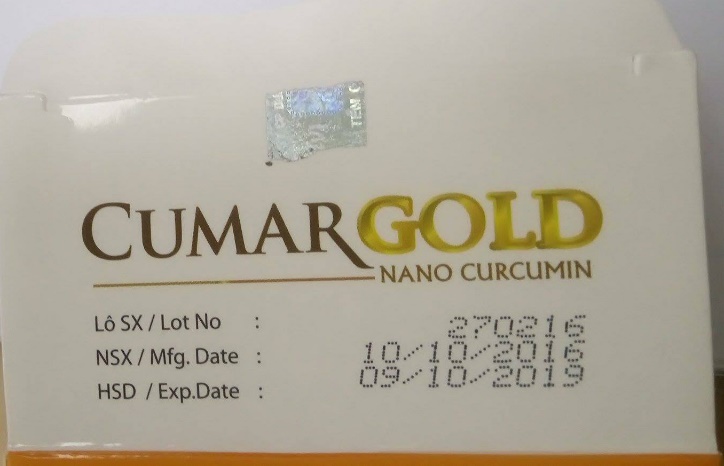 CUMARGOLD
NANO CURCUMIN
Lô SX / Lot No : 270216
NSX / Mfg. Date : 10/10/2016
HSD / Exp.Date : 09/10/2019